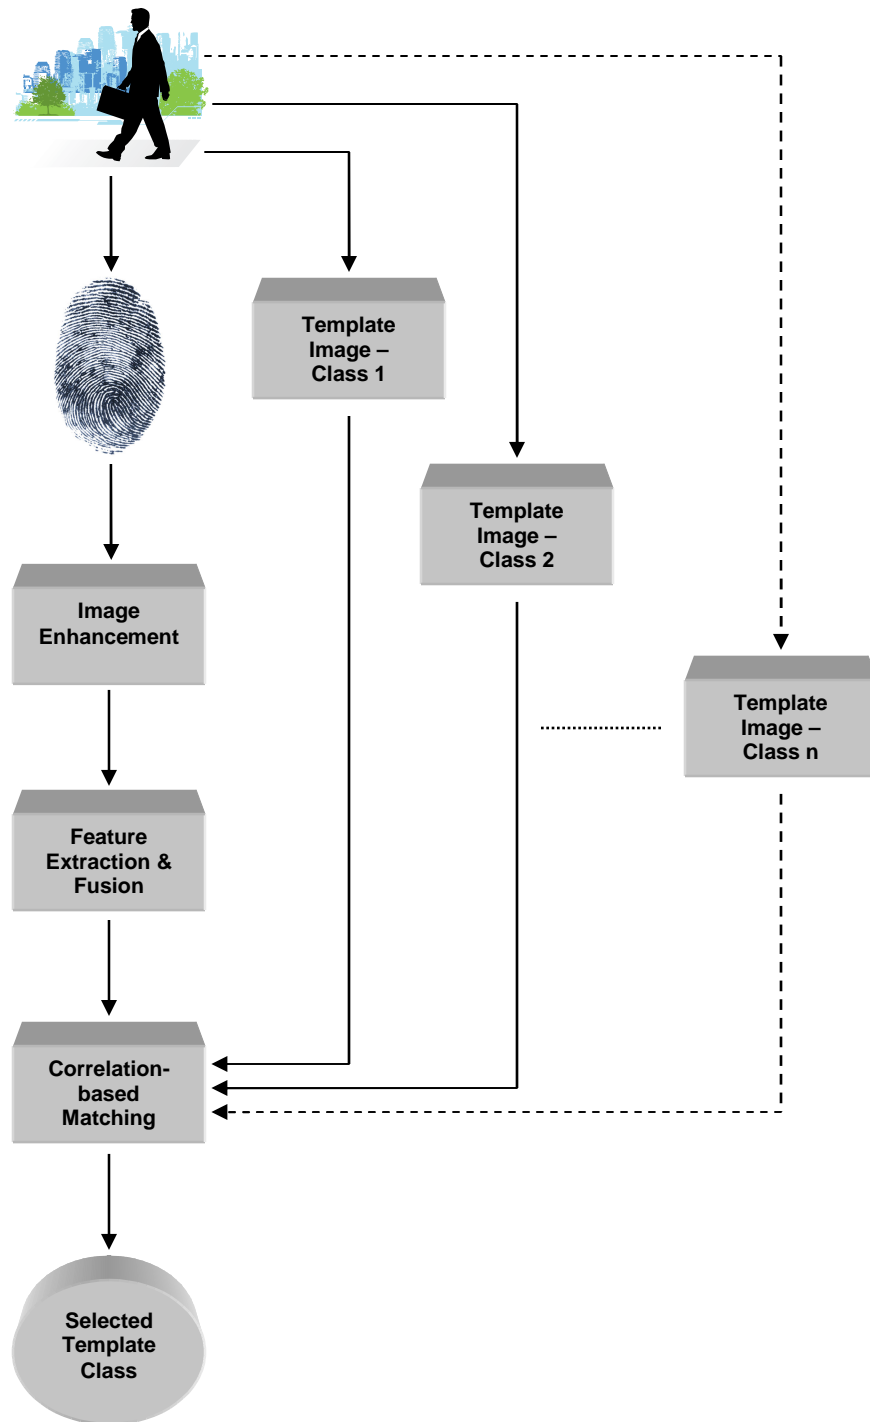 Template
Image –
Class 1
Template
Image –
Class 2
Image
Enhancement
Template
Image –
Class n
Feature
Extraction &
Fusion
Correlation-
based
Matching
Selected
Template
Class